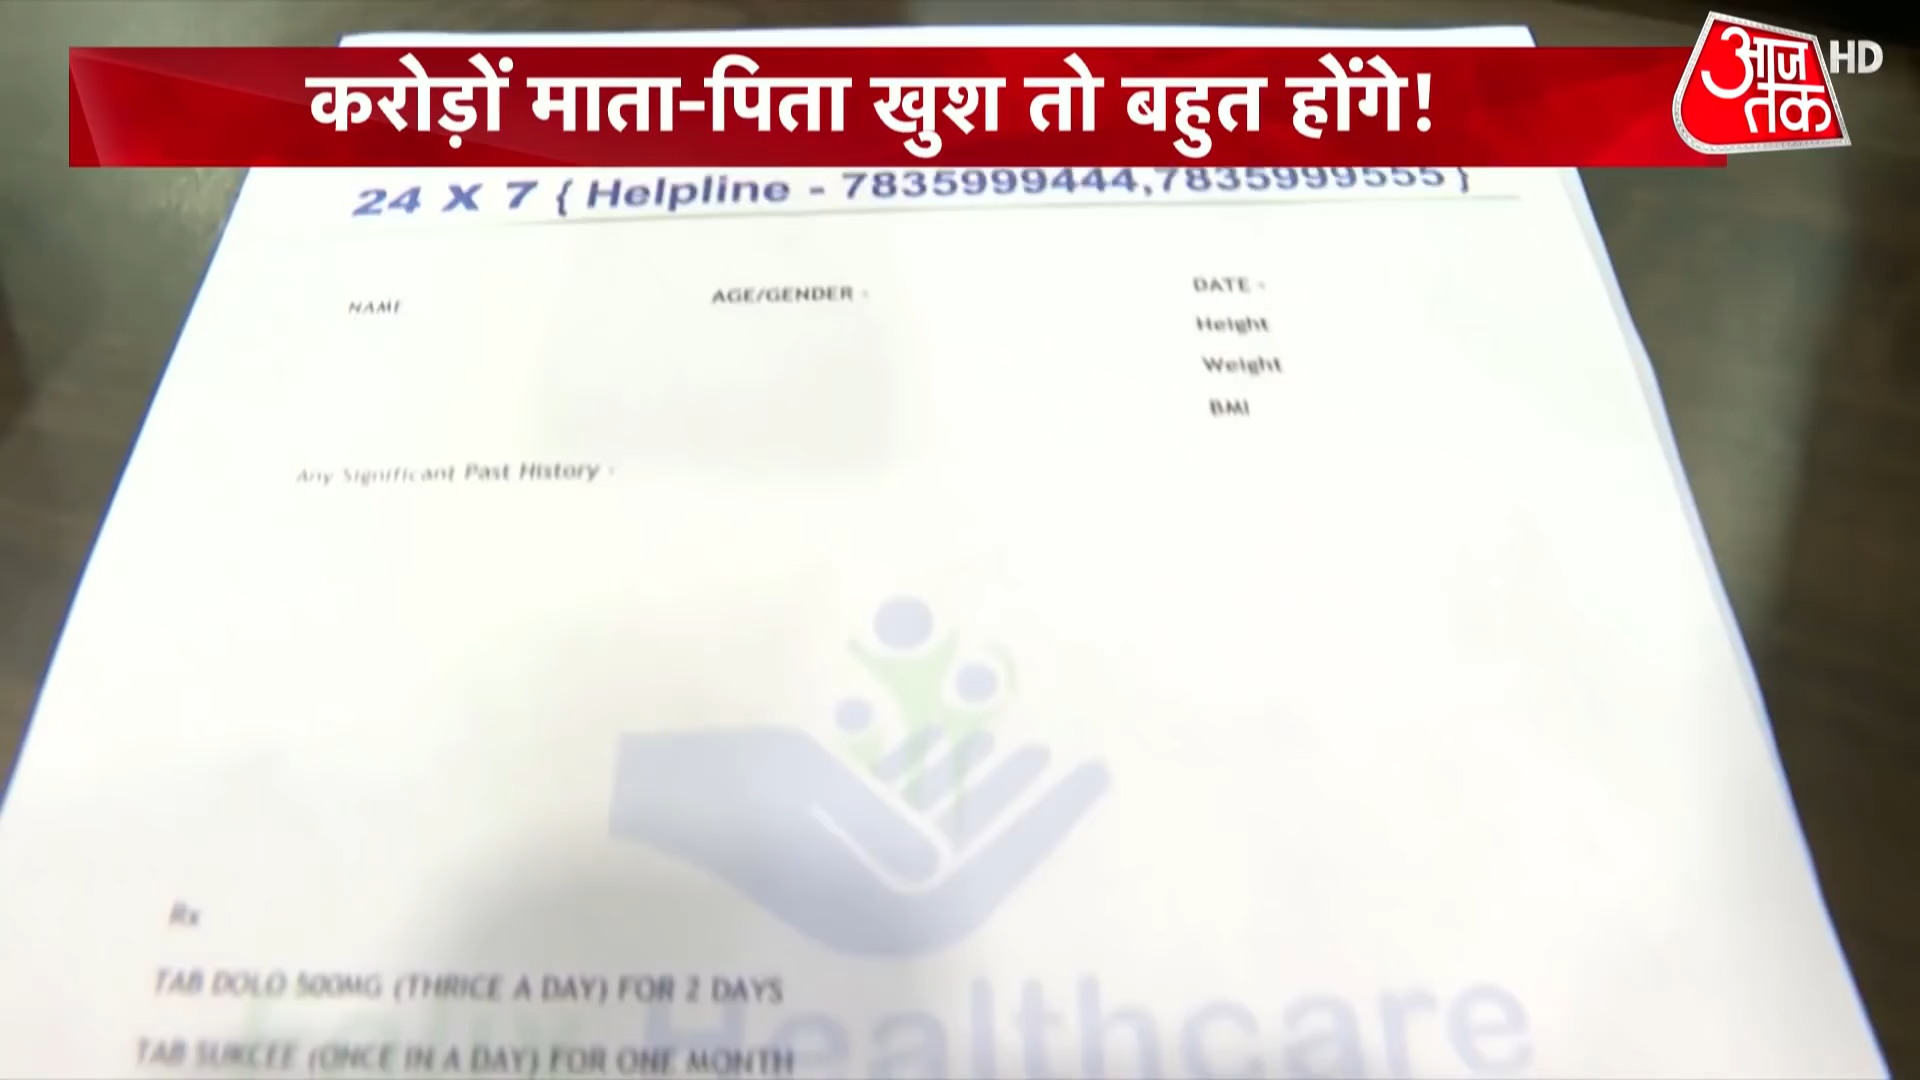 करोड़ों माता-पिता खुश तो बहुत होंगे!
आज तक HD
24 X 7 { Helpline - 7835999444,7835999555 }
NAME
AGE/GENDER -
DATE -
Height
Weight
BMI
Any Significant Past History -
Rx
TAB DOLO 500MG (THRICE A DAY) FOR 2 DAYS
TAB SUKCEE (ONCE IN A DAY) FOR ONE MONTH
Healthcare